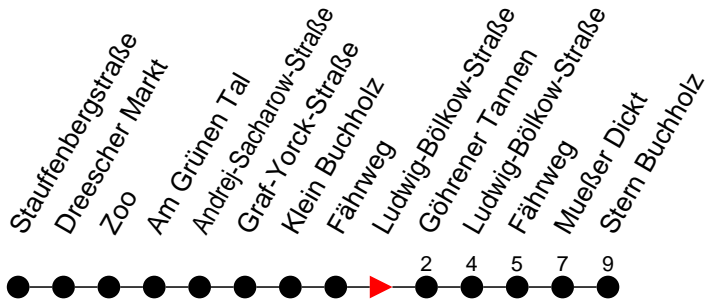 Stauffenbergstraße
Dreescher Markt
Zoo
Am Grünen Tal
Andrej-Sacharow-Straße
Graf-Yorck-Straße
Klein Buchholz
Fährweg
Ludwig-Bölkow-Straße
Göhrener Tannen
Ludwig-Bölkow-Straße
Fährweg
Mueßer Dickt
Stern Buchholz
2 4 5 7 9